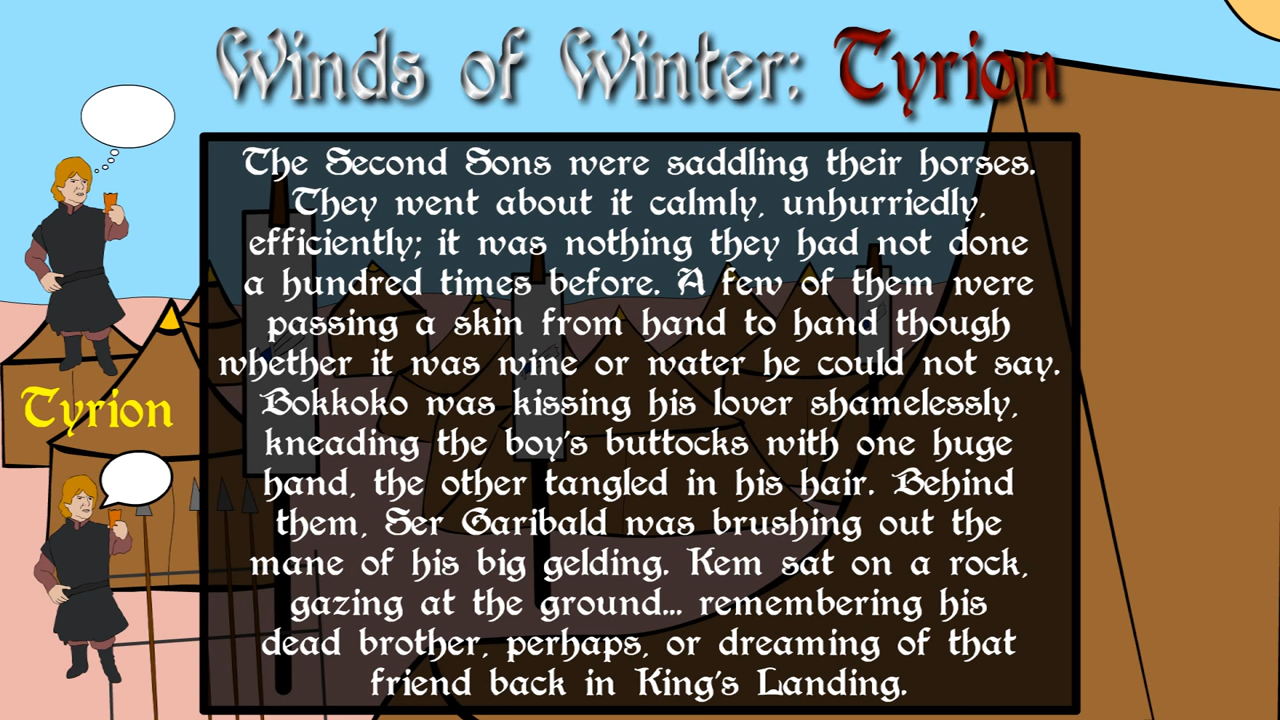 Winds of Winter: Tyrion
The Second Sons were saddling their horses.
They went about it calmly, unhurriedly,
efficiently; it was nothing they had not done
a hundred times before. A few of them were
passing a skin from hand to hand though
whether it was wine or water he could not say.
Bokkoko was kissing his lover shamelessly,
kneading the boy's buttocks with one huge
hand, the other tangled in his hair. Behind
them, Ser Garibald was brushing out the
mane of his big gelding. Kem sat on a rock,
gazing at the ground... remembering his
dead brother, perhaps, or dreaming of that
friend back in King's Landing.
Tyrion